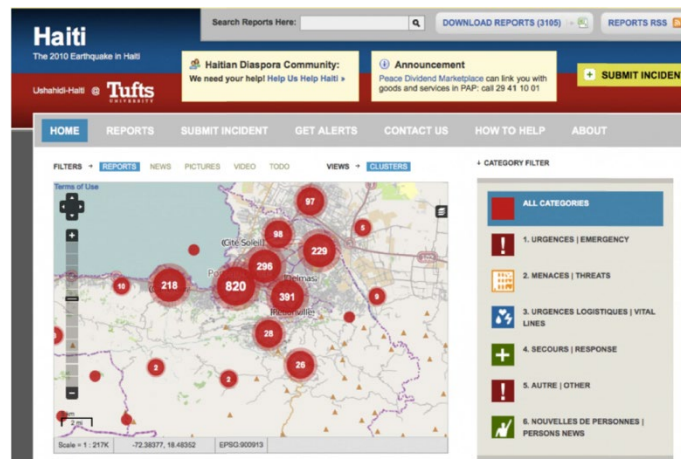 Haiti
The 2010 Earthquake in Haiti
Ushahidi-Haiti @ Tufts
UNIVERSITY
Search Reports Here:
DOWNLOAD REPORTS (3105)
REPORTS RSS
Haitian Diaspora Community:
We need your help! Help Us Help Haiti »
Announcement
Peace Dividend Marketplace can link you with
goods and services in PAP: call 29 41 10 01
SUBMIT INCIDEN
HOME REPORTS SUBMIT INCIDENT GET ALERTS CONTACT US HOW TO HELP ABOUT
FILTERS → REPORTS NEWS PICTURES VIDEO TODO VIEWS → CLUSTERS
Terms of Use
97
5
98
Cité Soleil
229
296
10
218
820
391
9
28
26
2
2
2 mi
Scale = 1 : 217K
-72.38377, 18.48352
EPSG:900913
↓ CATEGORY FILTER
ALL CATEGORIES
1. URGENCES | EMERGENCY
2. MENACES | THREATS
3. URGENCES LOGISTIQUES | VITAL
LINES
4. SECOURS | RESPONSE
5. AUTRE | OTHER
6. NOUVELLES DE PERSONNES |
PERSONS NEWS